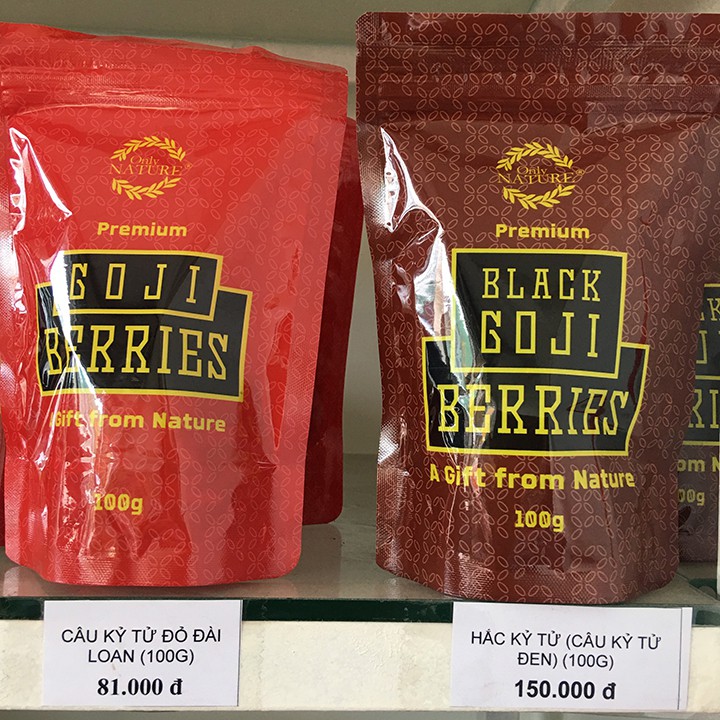 Only
NATURE®
Premium
GOJI
BERRIES
A Gift from Nature
100g
Only
NATURE®
Premium
BLACK
GOJI
BERRIES
A Gift from Nature
100g
CÂU KỶ TỬ ĐỎ ĐÀI
LOAN (100G)
81.000 đ
HẮC KỶ TỬ (CÂU KỶ TỬ
ĐEN) (100G)
150.000 đ